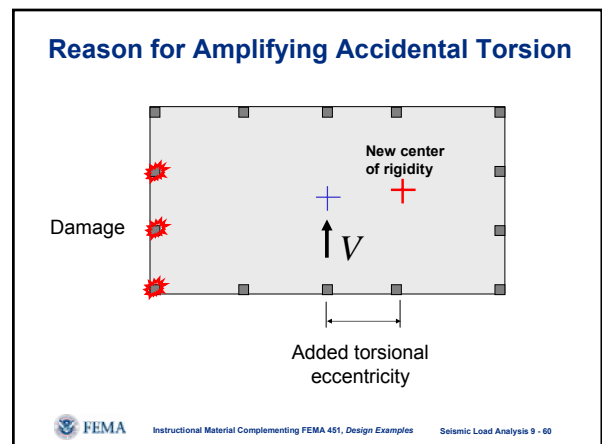 Reason for Amplifying Accidental Torsion
New center
of rigidity
Damage
V
Added torsional
eccentricity
FEMA
Instructional Material Complementing FEMA 451, Design Examples
Seismic Load Analysis 9 - 60